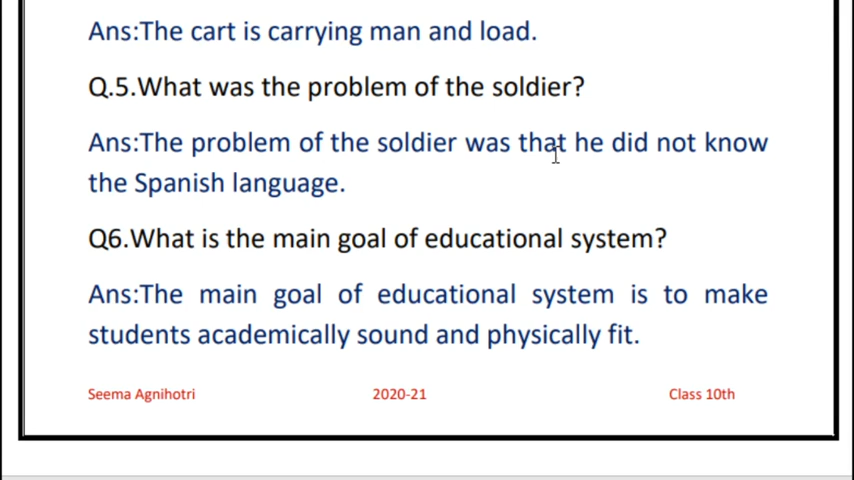 Ans:The cart is carrying man and load.
Q.5.What was the problem of the soldier?
Ans:The problem of the soldier was that he did not know
the Spanish language.
Q6.What is the main goal of educational system?
Ans:The main goal of educational system is to make
students academically sound and physically fit.
Seema Agnihotri 2020-21 Class 10th